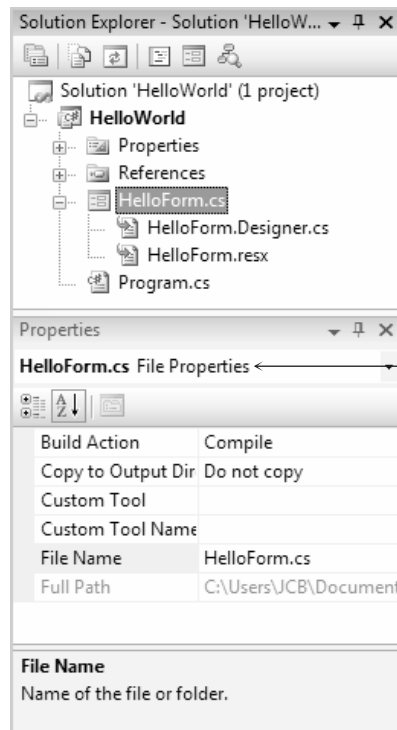 Solution Explorer - Solution 'HelloW...
Solution 'HelloWorld' (1 project)
HelloWorld
Properties
References
HelloForm.cs
HelloForm.Designer.cs
HelloForm.resx
Program.cs
Properties
HelloForm.cs File Properties
Build Action Compile
Copy to Output Dir Do not copy
Custom Tool
Custom Tool Name
File Name HelloForm.cs
Full Path C:\Users\JCB\Document
File Name
Name of the file or folder.